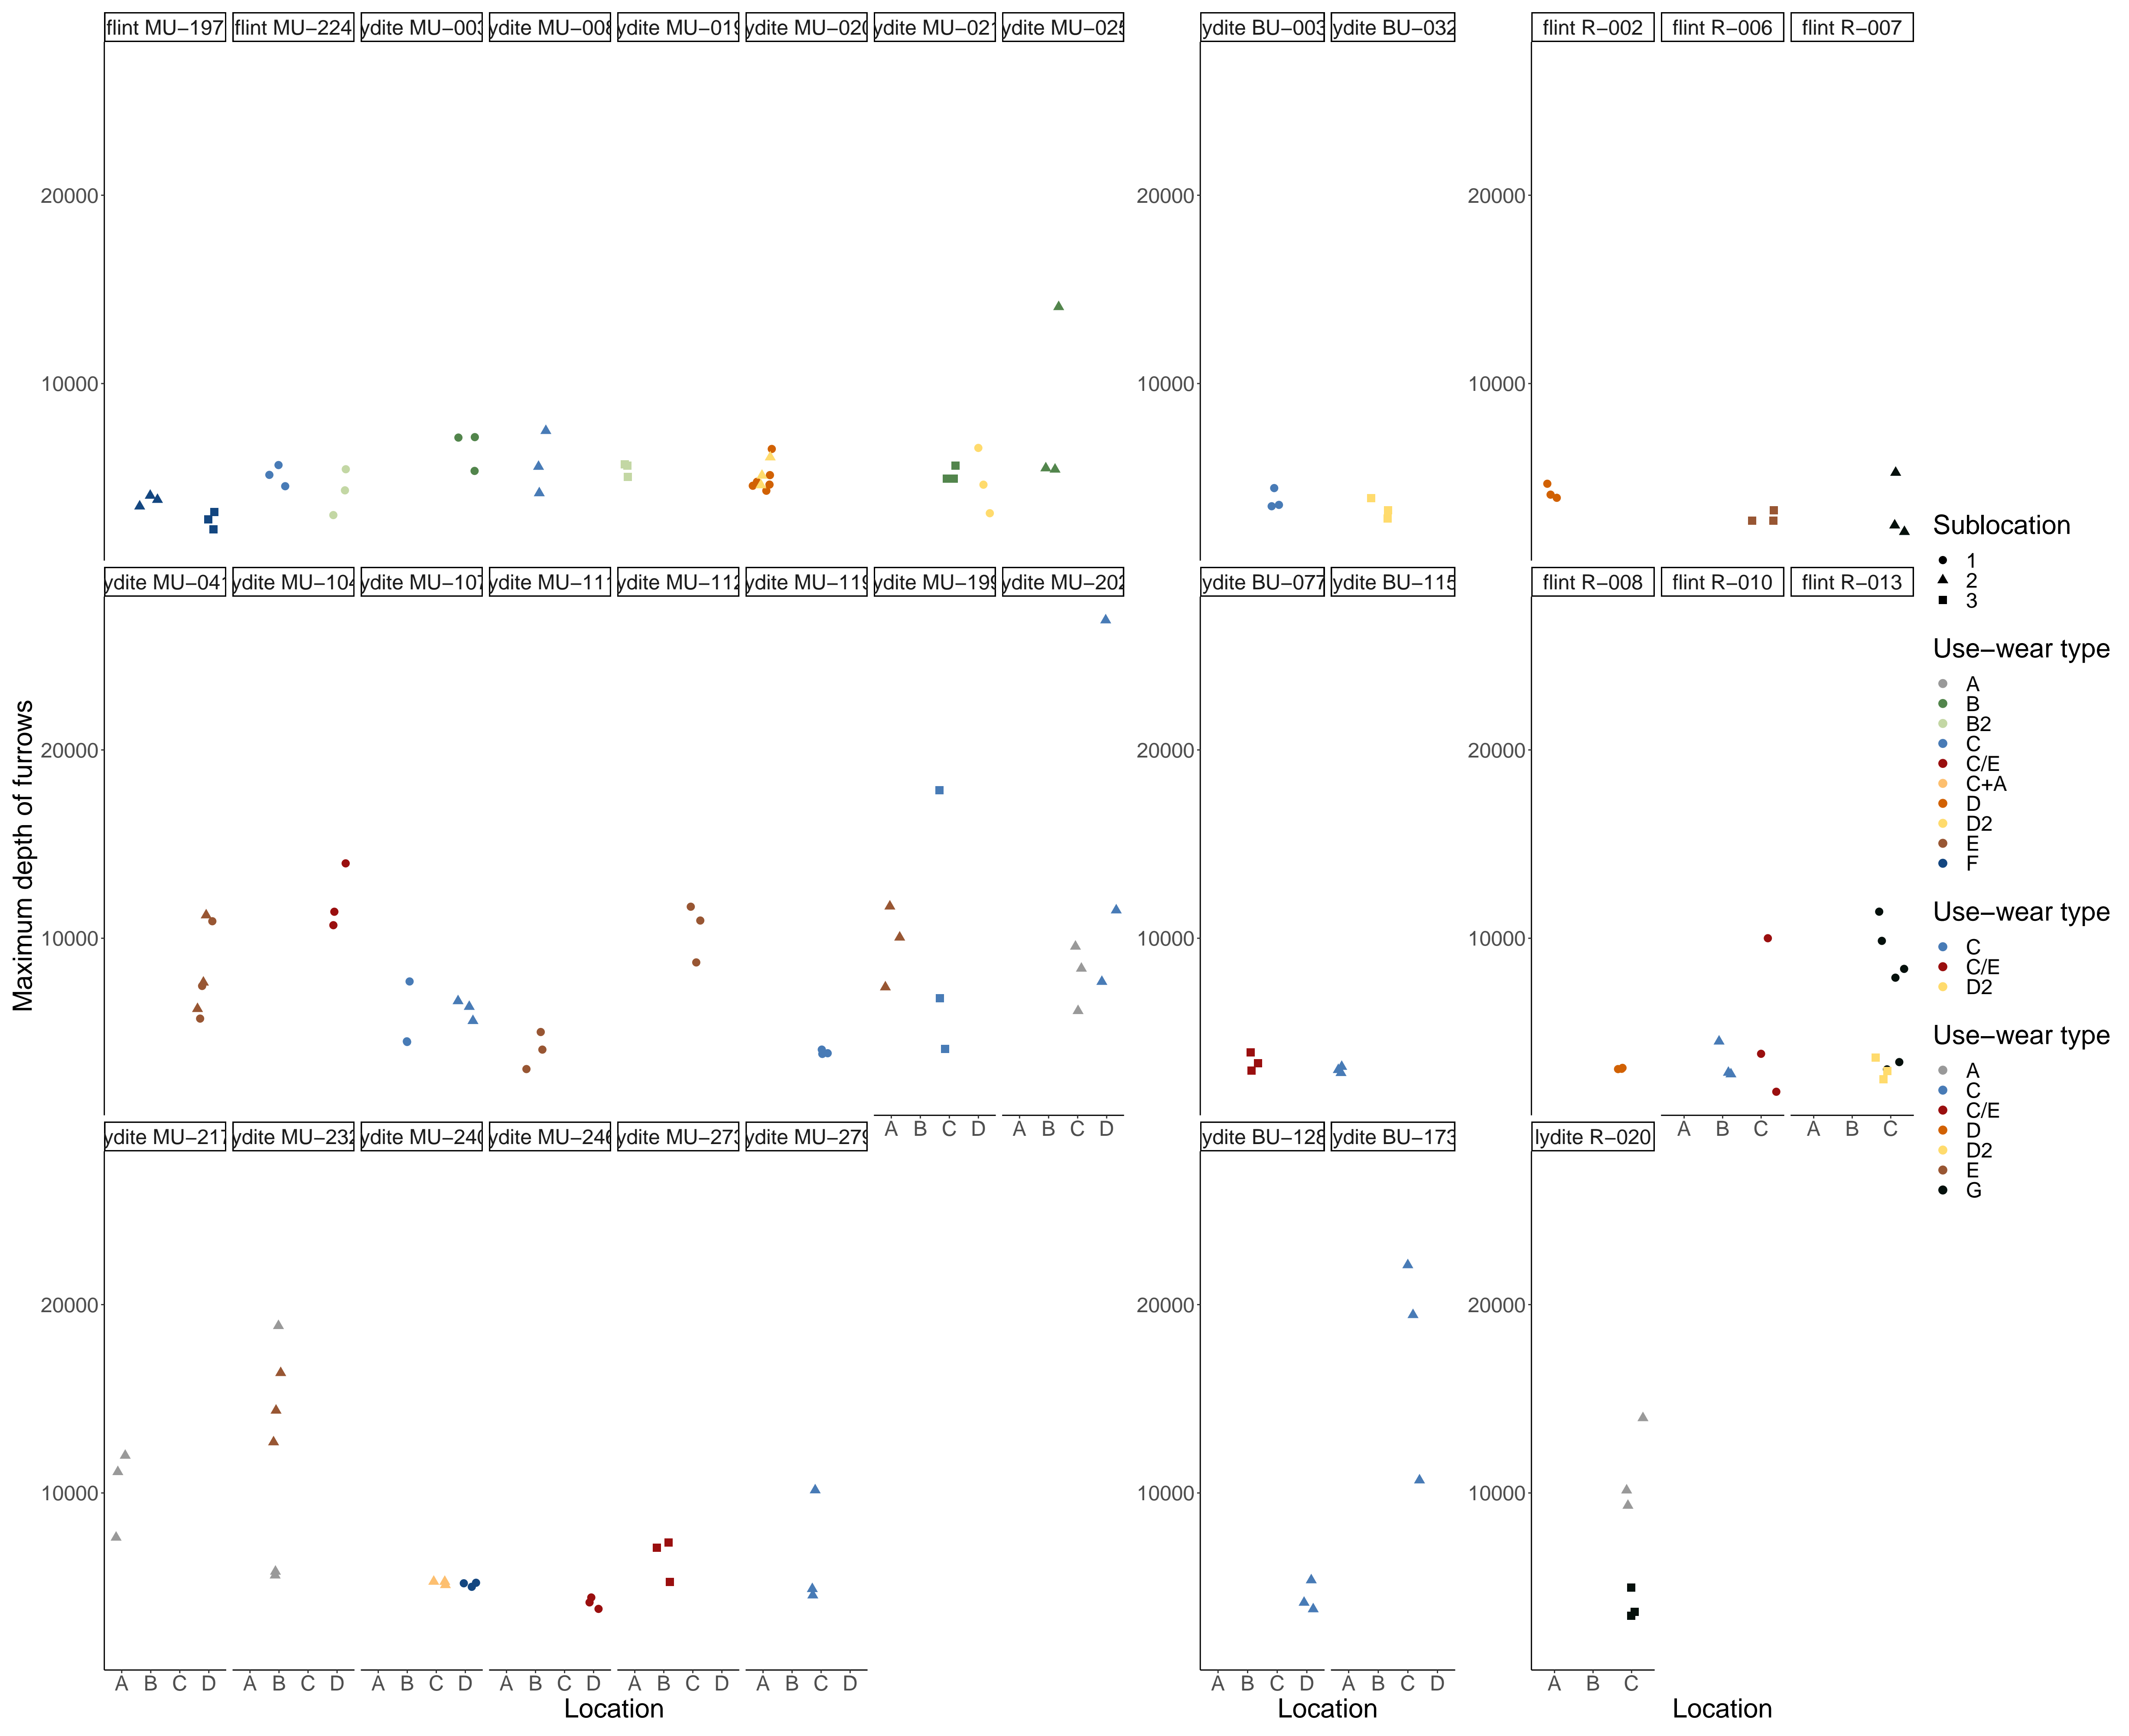 flint MU−197 flint MU−224 ydite MU−003 ydite MU−008 ydite MU−019 ydite MU−020 ydite MU−021 ydite MU−025 ydite BU−003 ydite BU−032 flint R−002 flint R−006 flint R−007
20000 20000 20000
10000 10000 10000
ydite MU−041 ydite MU−104 ydite MU−107 ydite MU−111 ydite MU−112 ydite MU−119 ydite MU−199 ydite MU−202 ydite BU−077 ydite BU−115 flint R−008 flint R−010 flint R−013
20000 20000 20000
10000 10000 10000
A B C D A B C D A B C A B C
ydite MU−217 ydite MU−232 ydite MU−240 ydite MU−246 ydite MU−273 ydite MU−279 ydite BU−128 ydite BU−173 lydite R−020
20000 20000 20000
10000 10000 10000
A B C D A B C D A B C D A B C D A B C D A B C D A B C D A B C D A B C
Location Location Location
Maximum depth of furrows
Sublocation
1
2
3
Use−wear type
A
B
B2
C
C/E
C+A
D
D2
E
F
Use−wear type
C
C/E
D2
Use−wear type
A
C
C/E
D
D2
E
G